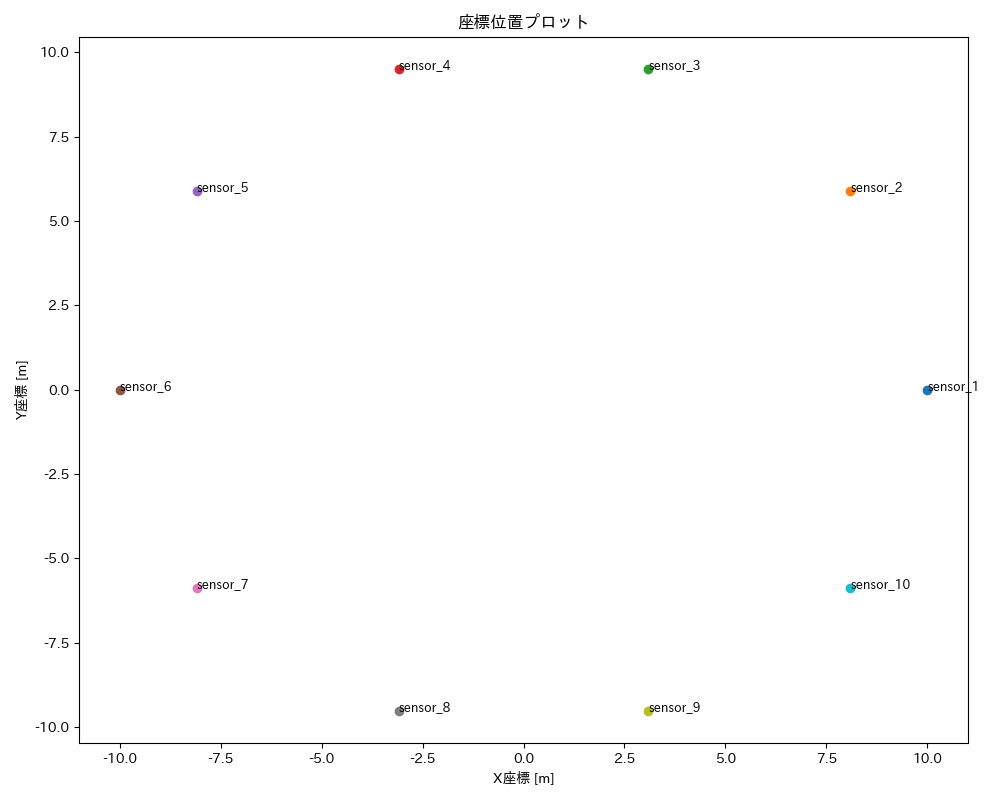 座標位置プロット
10.0
7.5
5.0
2.5
0.0
-2.5
-5.0
-7.5
-10.0
Y座標 [m]
sensor_4
sensor_3
sensor_5
sensor_2
sensor_6
sensor_1
sensor_7
sensor_10
sensor_8
sensor_9
-10.0 -7.5 -5.0 -2.5 0.0 2.5 5.0 7.5 10.0
X座標 [m]